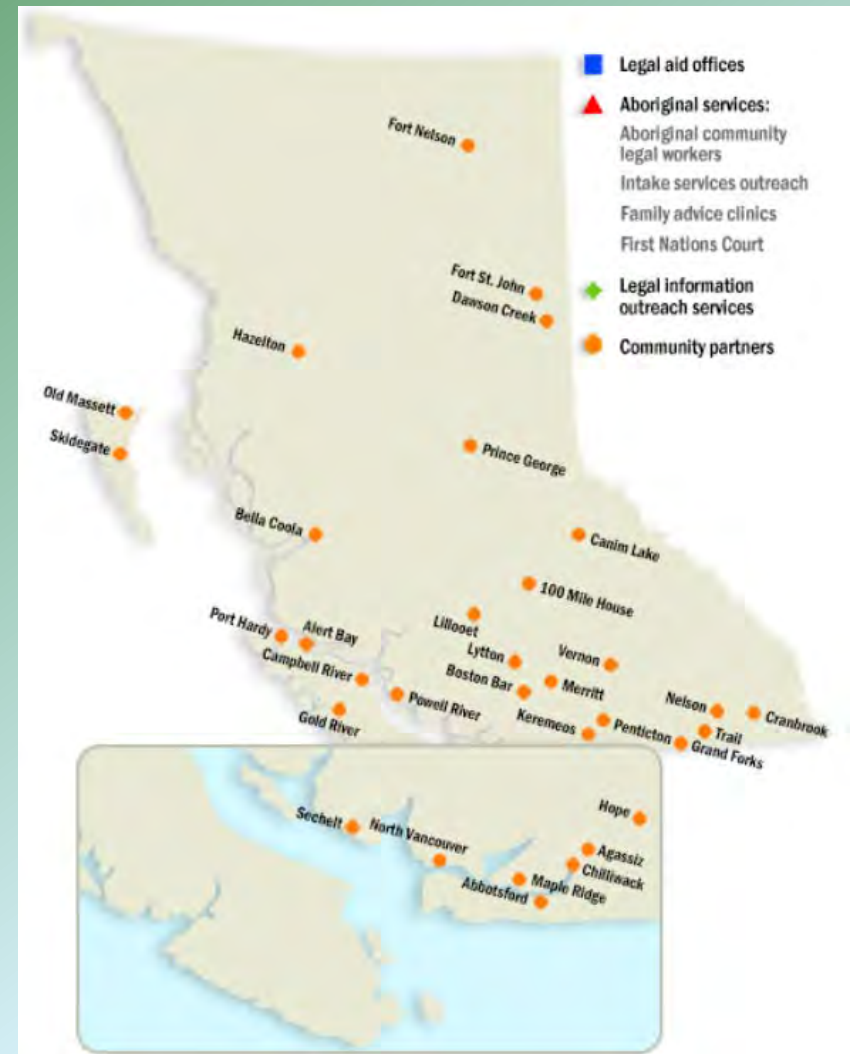 Legal aid offices
Aboriginal services:
Aboriginal community
legal workers
Intake services outreach
Family advice clinics
First Nations Court
Legal information
outreach services
Community partners
Fort Nelson
Fort St. John
Dawson Creek
Hazelton
Old Massett
Skidegate
Prince George
Bella Coola
Canim Lake
100 Mile House
Lillooet
Port Hardy
Alert Bay
Lytton
Vernon
Campbell River
Boston Bar
Merritt
Powell River
Nelson
Cranbrook
Gold River
Keremeos
Penticton
Trail
Grand Forks
Hope
Sechelt
North Vancouver
Agassiz
Chilliwack
Maple Ridge
Abbotsford